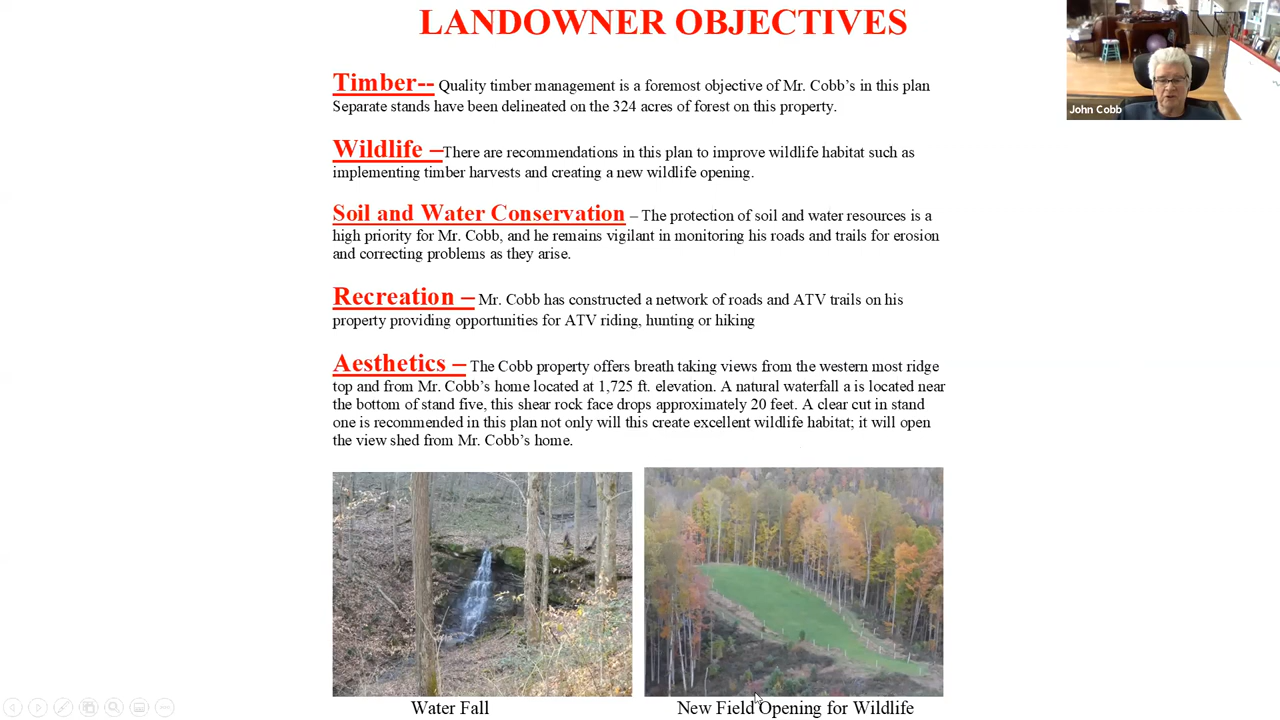 LANDOWNER OBJECTIVES
John Cobb
Timber-- Quality timber management is a foremost objective of Mr. Cobb's in this plan
Separate stands have been delineated on the 324 acres of forest on this property.
Wildlife –There are recommendations in this plan to improve wildlife habitat such as
implementing timber harvests and creating a new wildlife opening.
Soil and Water Conservation – The protection of soil and water resources is a
high priority for Mr. Cobb, and he remains vigilant in monitoring his roads and trails for erosion
and correcting problems as they arise.
Recreation – Mr. Cobb has constructed a network of roads and ATV trails on his
property providing opportunities for ATV riding, hunting or hiking
Aesthetics – The Cobb property offers breath taking views from the western most ridge
top and from Mr. Cobb's home located at 1,725 ft. elevation. A natural waterfall a is located near
the bottom of stand five, this shear rock face drops approximately 20 feet. A clear cut in stand
one is recommended in this plan not only will this create excellent wildlife habitat; it will open
the view shed from Mr. Cobb's home.
Water Fall
New Field Opening for Wildlife